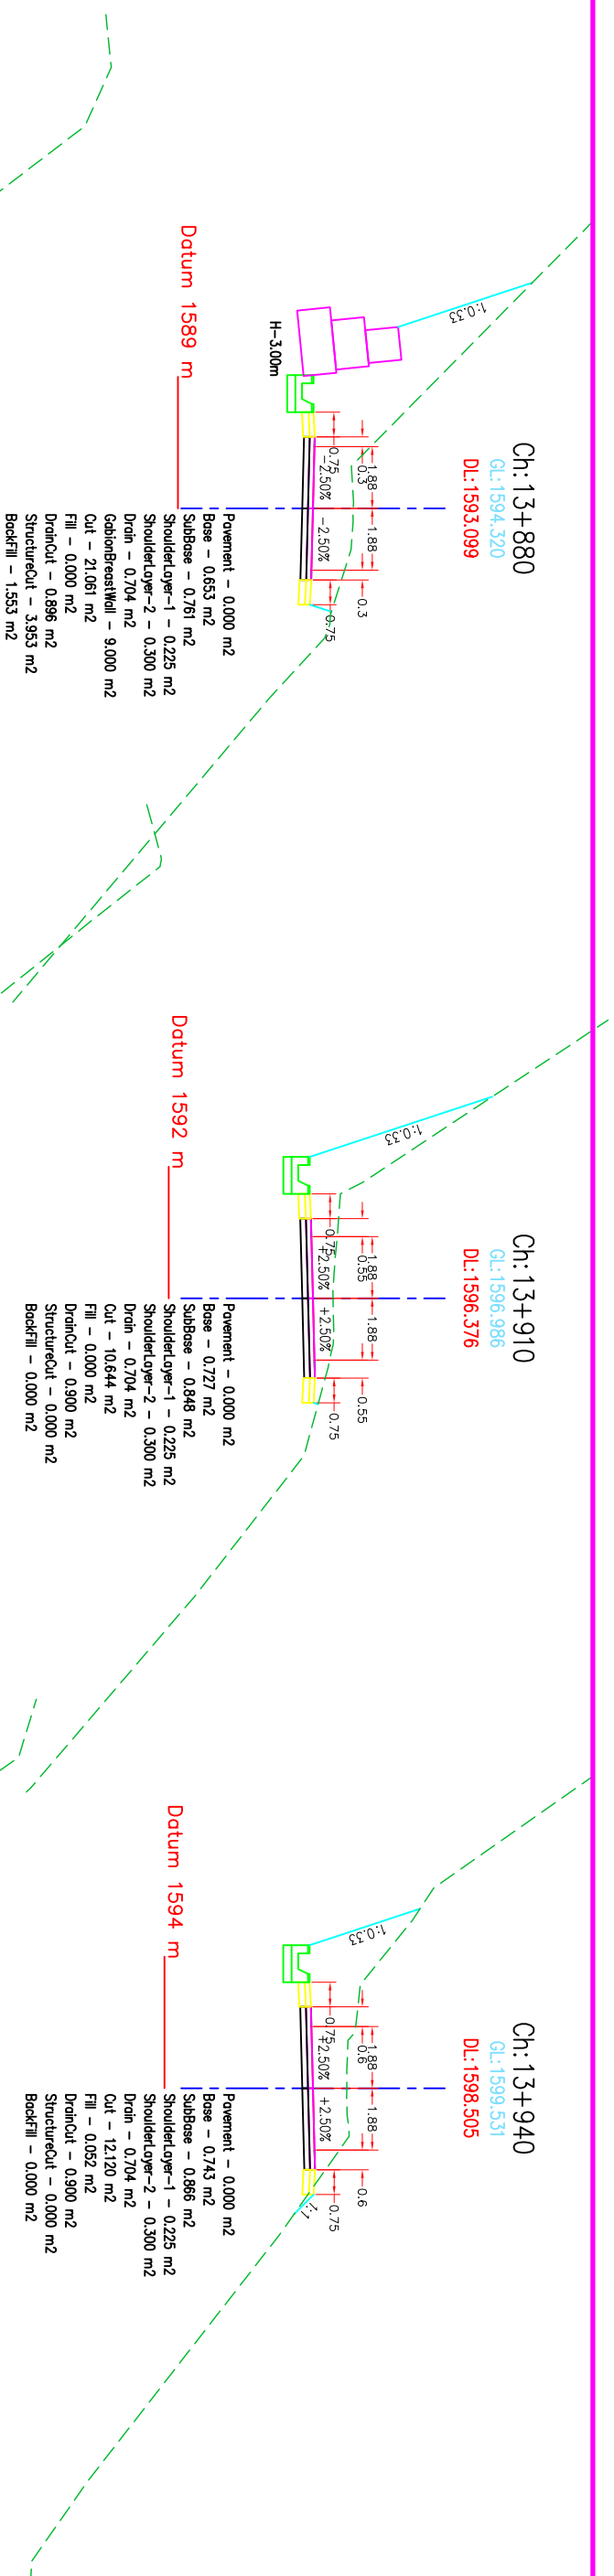 Ch:13+880
GL:1594.320
DL:1593.099
1.88
1.88
0.3
0.3
0.75
0.75
-2.50%
-2.50%
1:0.33
H-3.00m
Datum 1589 m
Pavement - 0.000 m2
Base - 0.653 m2
SubBase - 0.761 m2
ShoulderLayer-1 - 0.225 m2
ShoulderLayer-2 - 0.300 m2
Drain - 0.704 m2
GabionBreastWall - 9.000 m2
Cut - 21.061 m2
Fill - 0.000 m2
DrainCut - 0.896 m2
StructureCut - 3.953 m2
BackFill - 1.553 m2
Ch:13+910
GL:1596.986
DL:1596.376
1.88
1.88
0.55
0.55
0.75
0.75
+2.50%
+2.50%
1:0.33
Datum 1592 m
Pavement - 0.000 m2
Base - 0.727 m2
SubBase - 0.848 m2
ShoulderLayer-1 - 0.225 m2
ShoulderLayer-2 - 0.300 m2
Drain - 0.704 m2
Cut - 10.644 m2
Fill - 0.000 m2
DrainCut - 0.900 m2
StructureCut - 0.000 m2
BackFill - 0.000 m2
Ch:13+940
GL:1599.531
DL:1598.505
1.88
1.88
0.6
0.6
0.75
0.75
+2.50%
+2.50%
1:0.33
1:1
Datum 1594 m
Pavement - 0.000 m2
Base - 0.743 m2
SubBase - 0.866 m2
ShoulderLayer-1 - 0.225 m2
ShoulderLayer-2 - 0.300 m2
Drain - 0.704 m2
Cut - 12.120 m2
Fill - 0.052 m2
DrainCut - 0.900 m2
StructureCut - 0.000 m2
BackFill - 0.000 m2